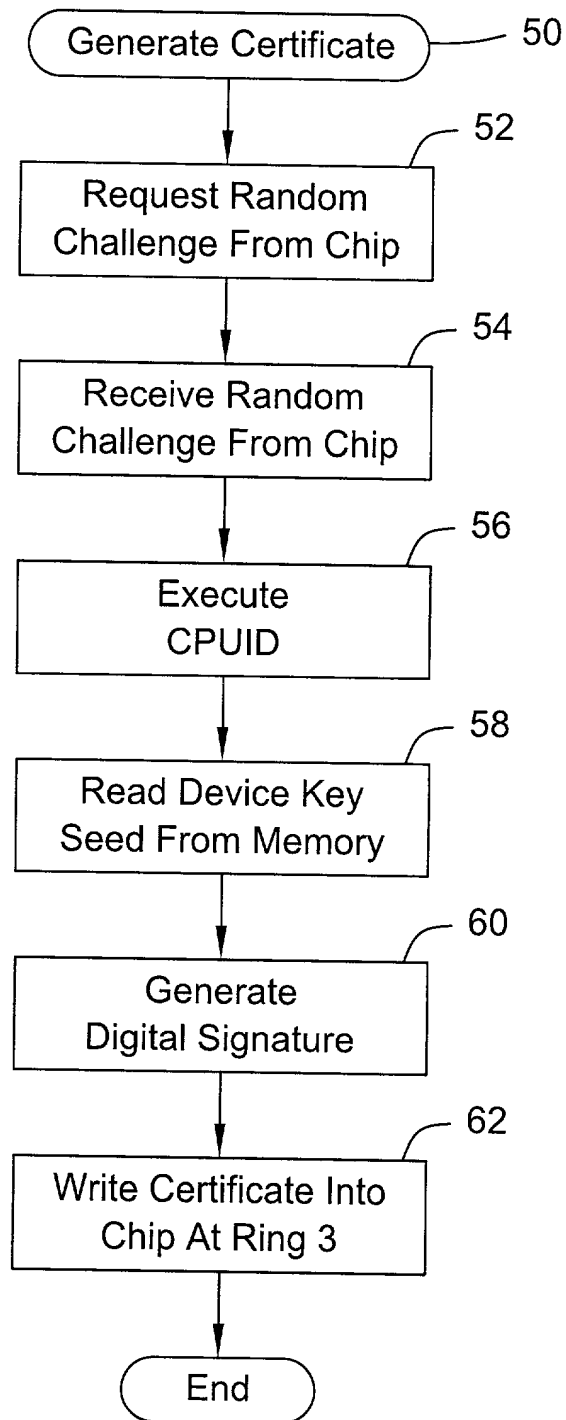 Generate Certificate
50
52
Request Random
Challenge From Chip
54
Receive Random
Challenge From Chip
56
Execute
CPUID
58
Read Device Key
Seed From Memory
60
Generate
Digital Signature
62
Write Certificate Into
Chip At Ring 3
End